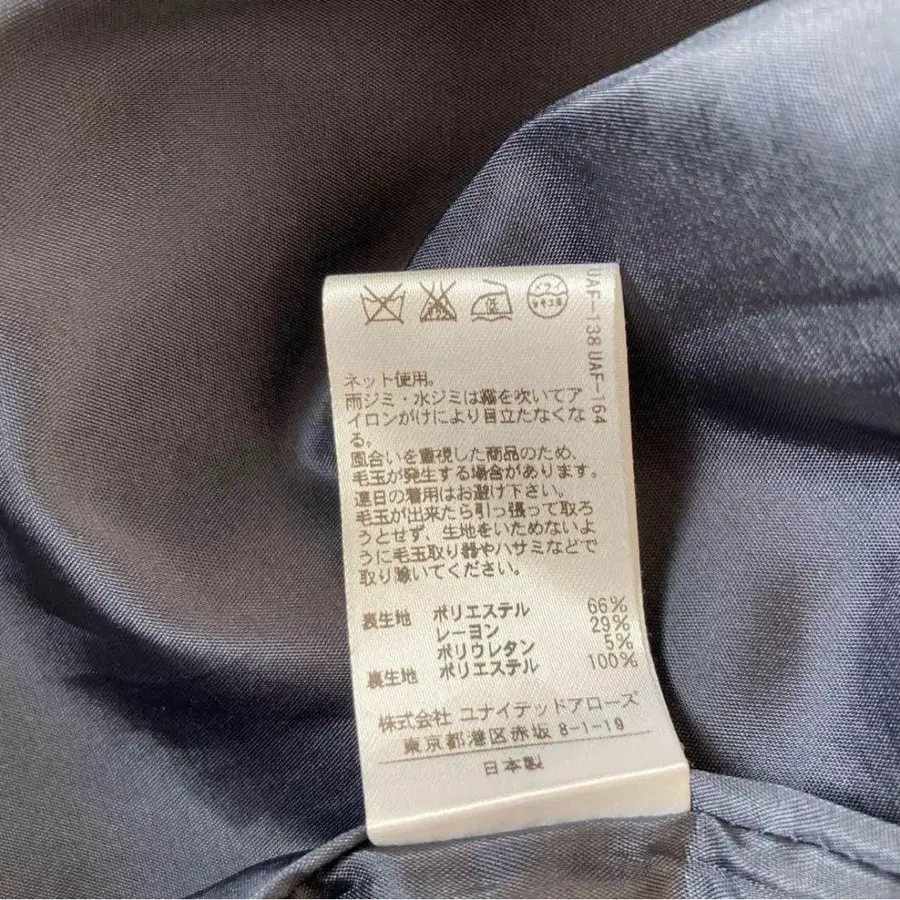 ドライ
セキユ系
低
UAF-138 UAF-164
ネット使用。
雨ジミ・水ジミは霧を吹いてア
イロンがけにより目立たなくな
る。
風合いを重視した商品のため、
毛玉が発生する場合があります。
連日の着用はお避け下さい。
毛玉が出来たら引っ張って取ろ
うとせず、生地をいためないよ
うに毛玉取り器やハサミなどで
取り除いてください。
表生地 ポリエステル 66%
レーヨン 29%
ポリウレタン 5%
裏生地 ポリエステル 100%
株式会社 ユナイテッドアローズ
東京都港区赤坂 8-1-19
日本製